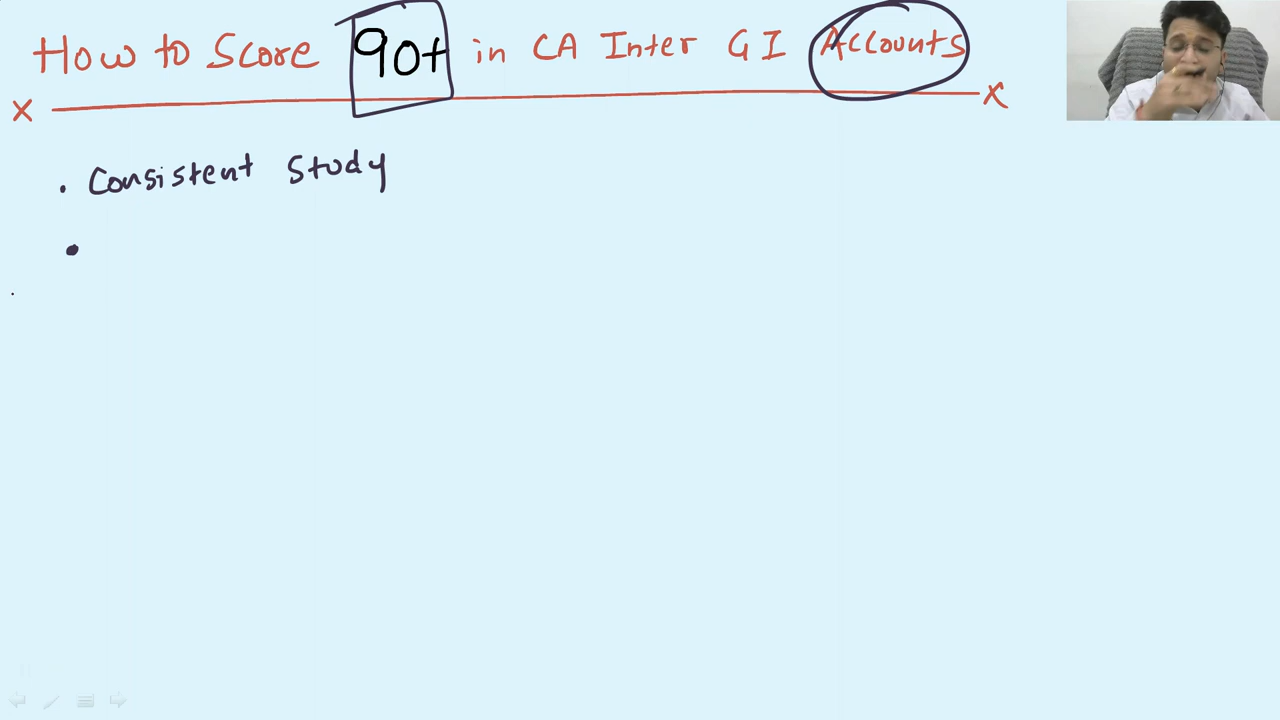 How to Score 90+ in CA Inter G I Accounts
x x
. Consistent Study
•